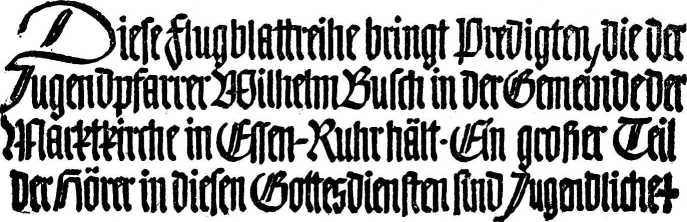 Diese Flugblattreihe bringt Predigten, die der
Jugendpfarrer Wilhelm Busch in der Gemeinde der
Marktkirche in Essen-Ruhr hält. Ein großer Teil
der Hörer in diesen Gottesdiensten sind Jugendliche+